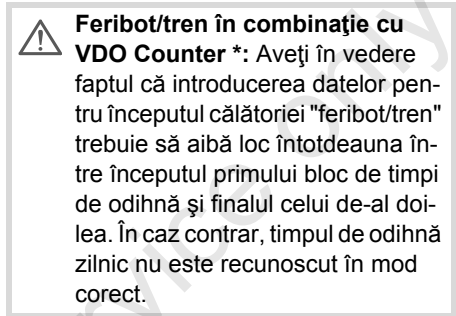 Feribot/tren în combinaţie cu
VDO Counter *: Aveţi în vedere
faptul că introducerea datelor pen-
tru începutul călătoriei "feribot/tren"
trebuie să aibă loc întotdeauna în-
tre începutul primului bloc de timpi
de odihnă şi finalul celui de-al doi-
lea. În caz contrar, timpul de odihnă
zilnic nu este recunoscut în mod
corect.